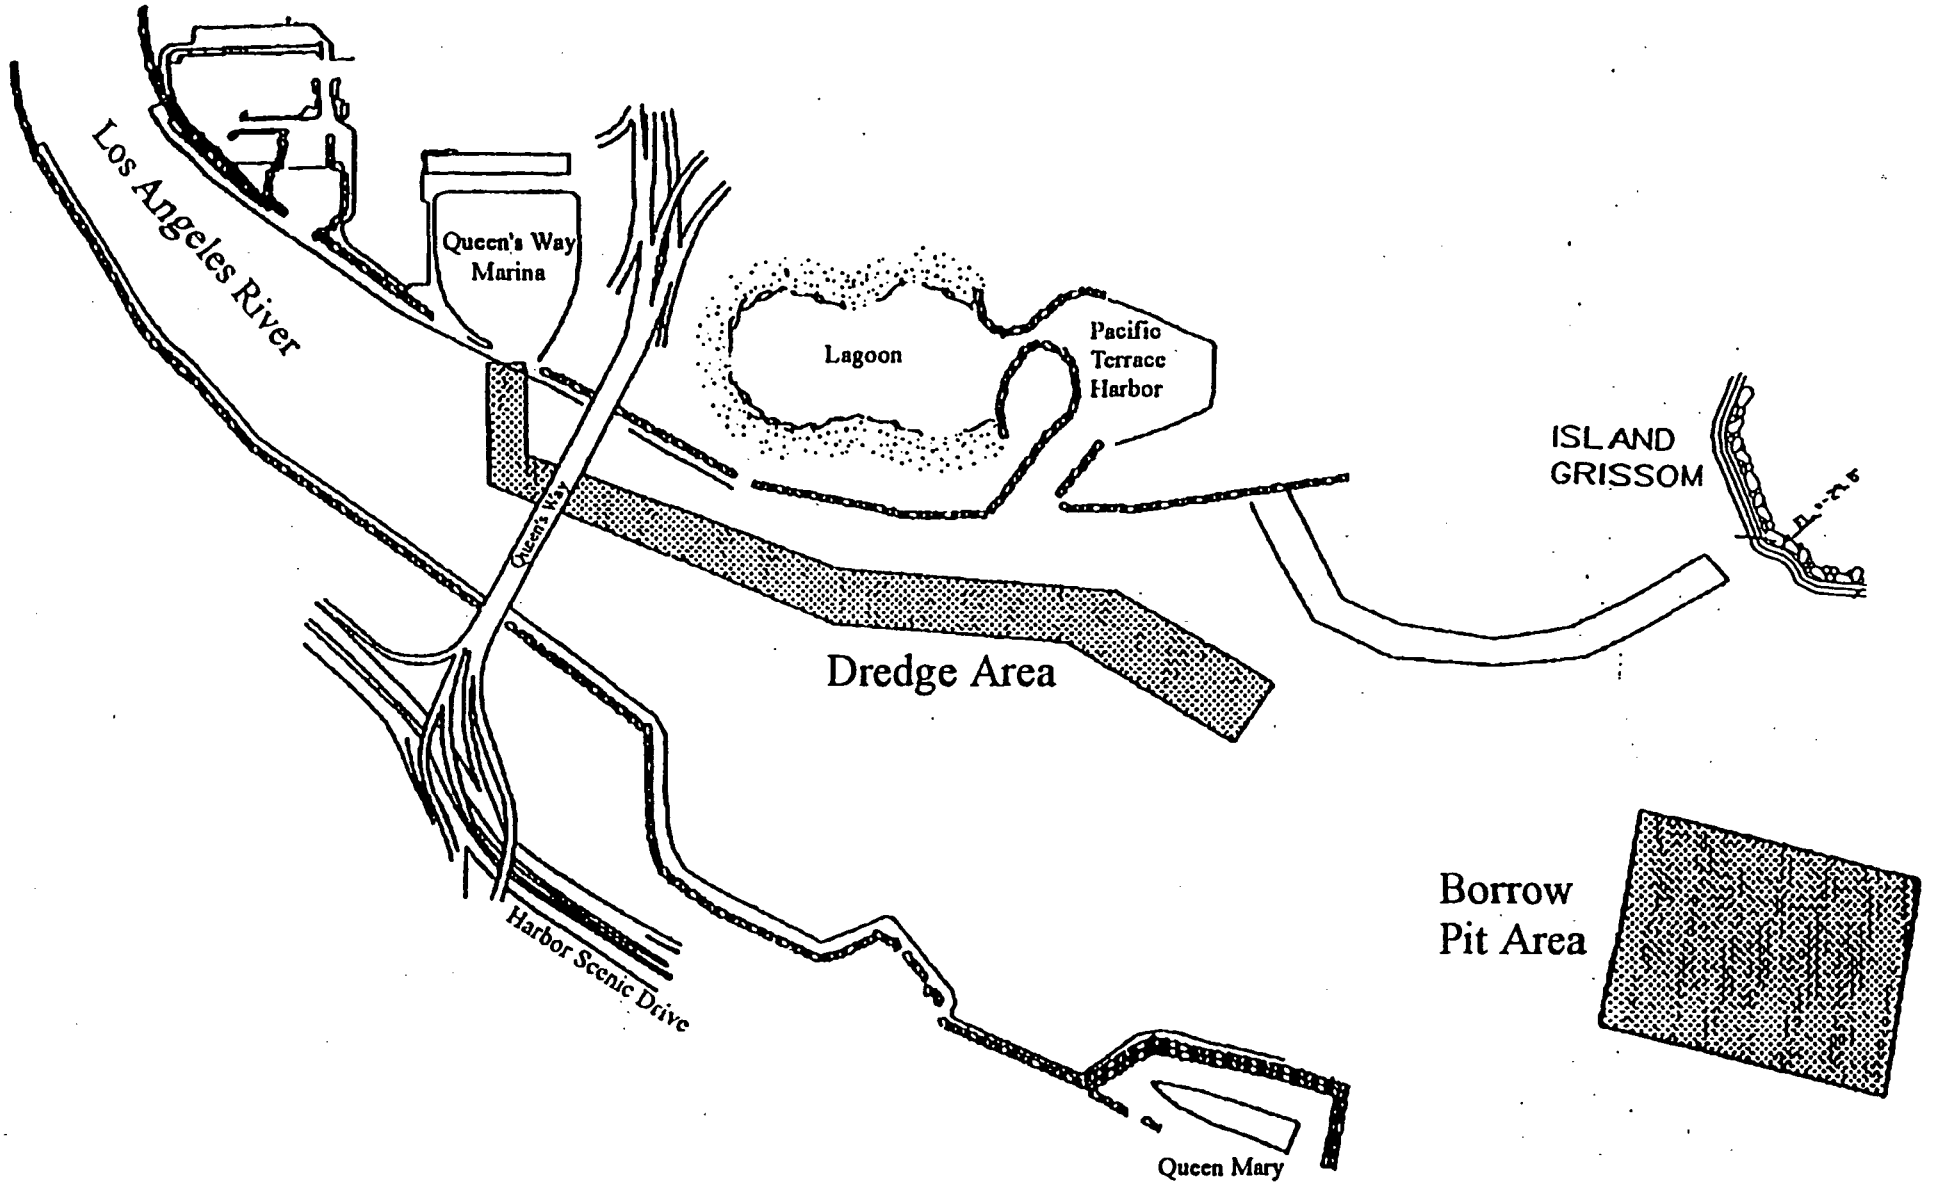 Los Angeles River
Queen's Way
Marina
Lagoon
Pacific
Terrace
Harbor
ISLAND
GRISSOM
Queen's Way
Dredge Area
Borrow
Pit Area
Harbor Scenic Drive
Queen Mary